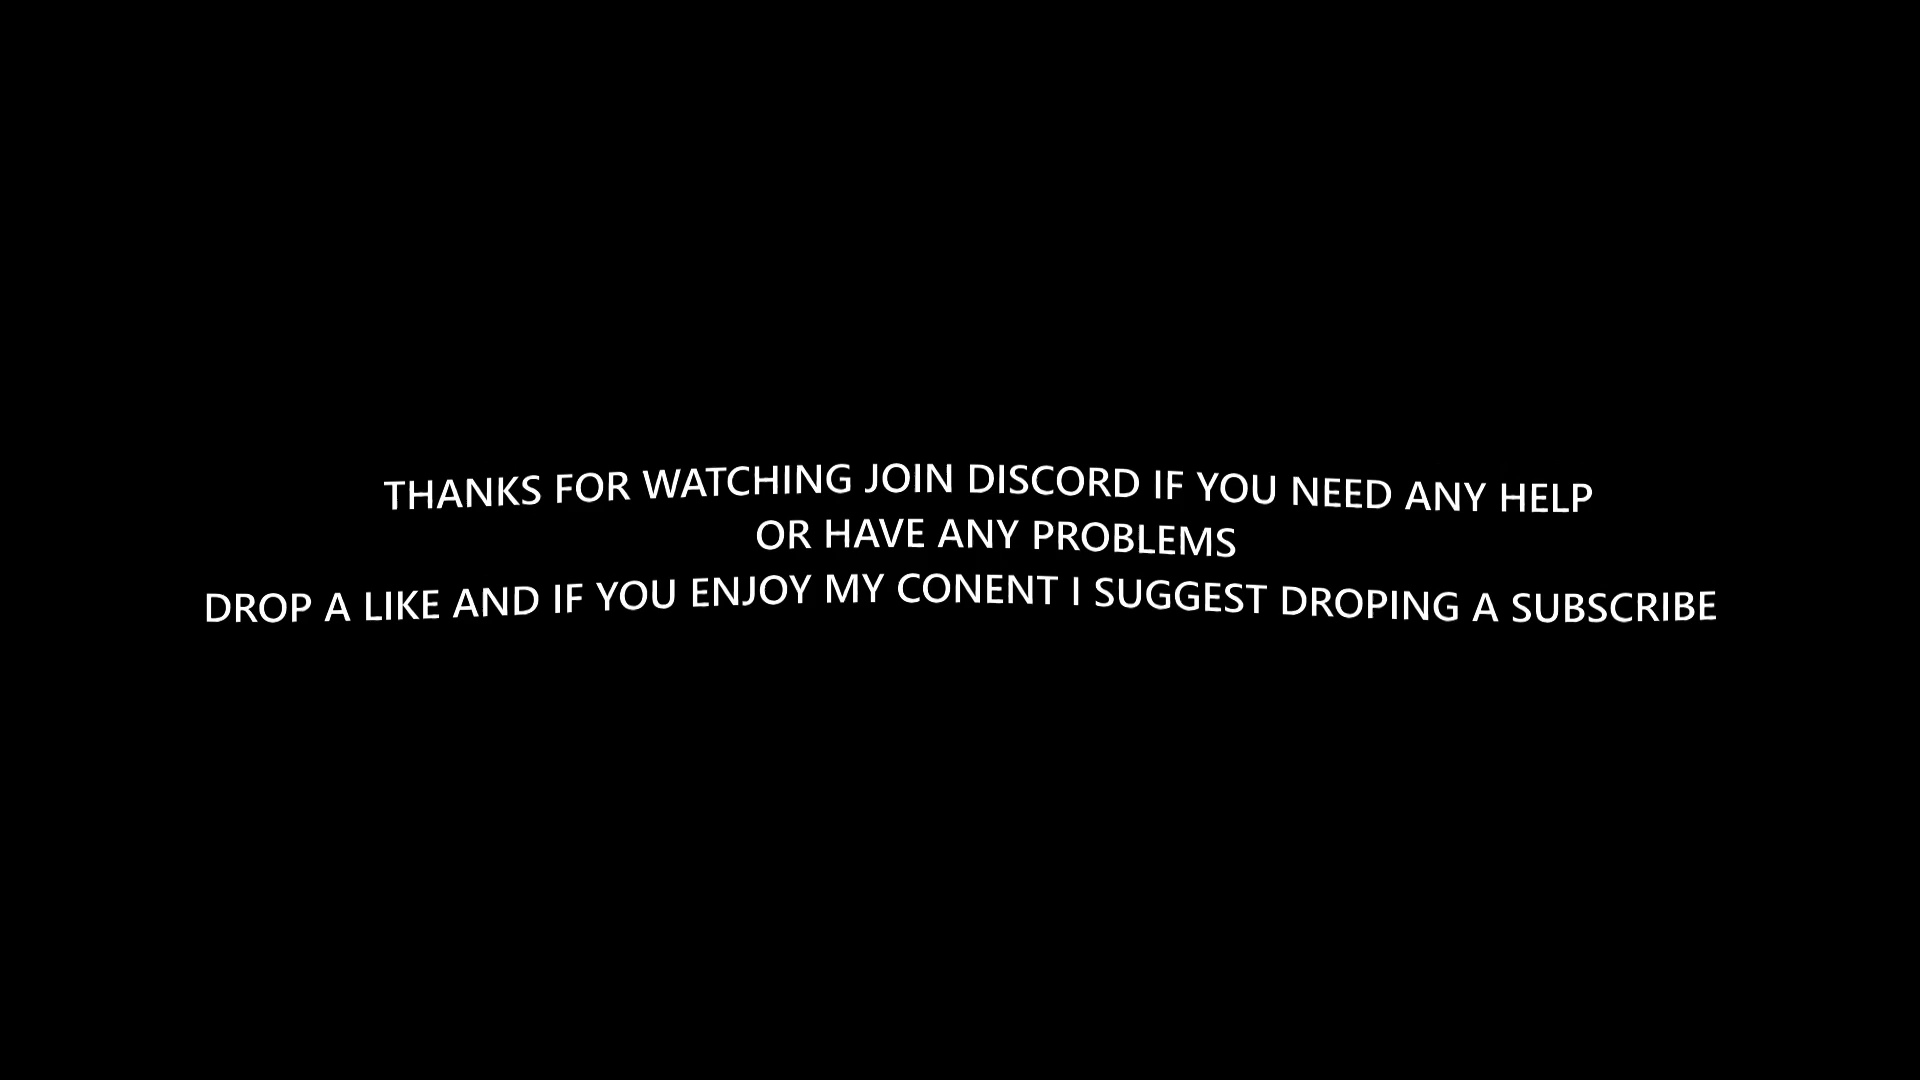 THANKS FOR WATCHING JOIN DISCORD IF YOU NEED ANY HELP
OR HAVE ANY PROBLEMS
DROP A LIKE AND IF YOU ENJOY MY CONENT I SUGGEST DROPING A SUBSCRIBE